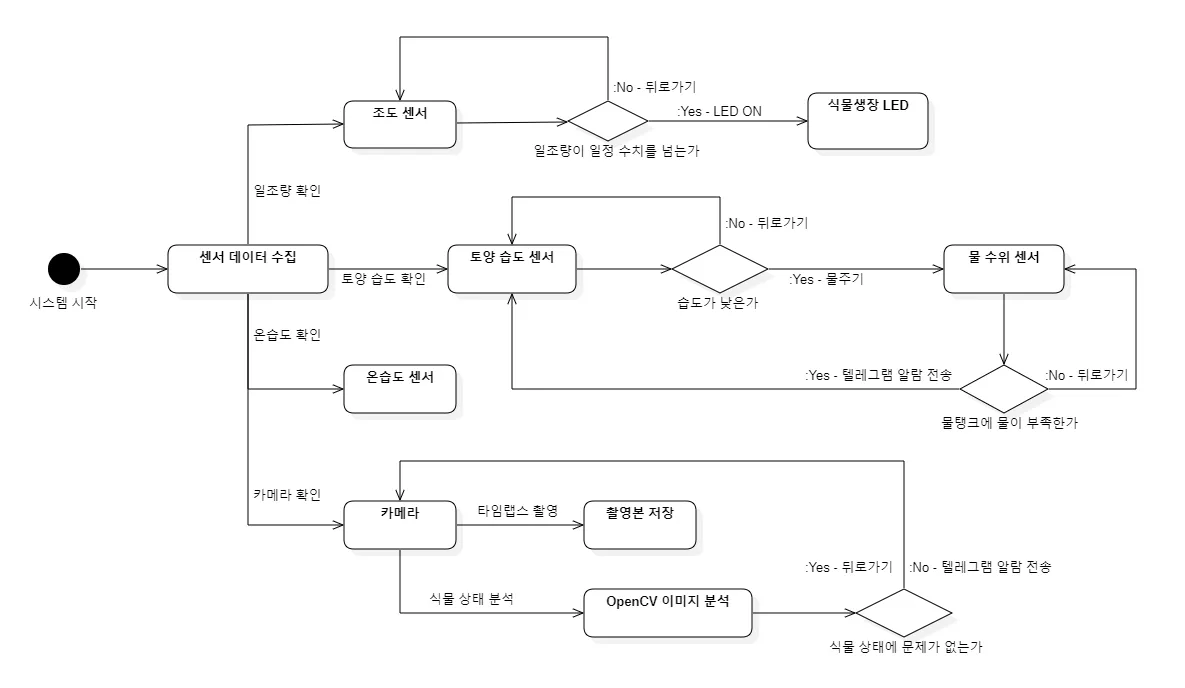 :No - 뒤로가기
조도 센서
:Yes - LED ON
식물생장 LED
일조량이 일정 수치를 넘는가
일조량 확인
:No - 뒤로가기
센서 데이터 수집
토양 습도 센서
물 수위 센서
토양 습도 확인
:Yes - 물주기
시스템 시작
습도가 낮은가
온습도 확인
온습도 센서
:Yes - 텔레그램 알람 전송
:No - 뒤로가기
물탱크에 물이 부족한가
카메라 확인
카메라
타임랩스 촬영
촬영본 저장
:Yes - 뒤로가기
:No - 텔레그램 알람 전송
식물 상태 분석
OpenCV 이미지 분석
식물 상태에 문제가 없는가